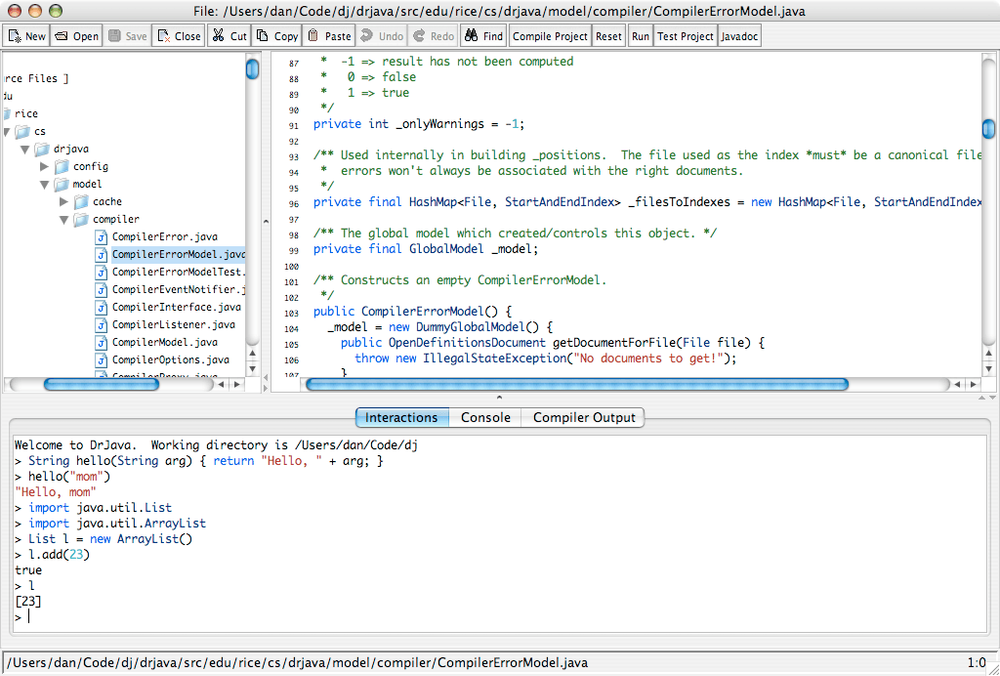 File: /Users/dan/Code/dj/drjava/src/edu/rice/cs/drjava/model/compiler/CompilerErrorModel.java
New Open Save Close Cut Copy Paste Undo Redo Find Compile Project Reset Run Test Project Javadoc
rce Files ]
du
rice
cs
drjava
config
model
cache
compiler
CompilerError.java
CompilerErrorModel.java
CompilerErrorModelTest.
CompilerEventNotifier.j
CompilerInterface.java
CompilerListener.java
CompilerModel.java
CompilerOptions.java
CompilerProxy.java
87 * -1 => result has not been computed
88 * 0 => false
89 * 1 => true
90 */
91 private int _onlyWarnings = -1;
92
93 /** Used internally in building _positions. The file used as the index *must* be a canonical file
94 * errors won't always be associated with the right documents.
95 */
96 private final HashMap<File, StartAndEndIndex> _filesToIndexes = new HashMap<File, StartAndEndIndex
97
98 /** The global model which created/controls this object. */
99 private final GlobalModel _model;
100
101 /** Constructs an empty CompilerErrorModel.
102 */
103 public CompilerErrorModel() {
104 _model = new DummyGlobalModel() {
105 public OpenDefinitionsDocument getDocumentForFile(File file) {
106 throw new IllegalStateException("No documents to get!");
107 }
Interactions Console Compiler Output
Welcome to DrJava. Working directory is /Users/dan/Code/dj
> String hello(String arg) { return "Hello, " + arg; }
> hello("mom")
"Hello, mom"
> import java.util.List
> import java.util.ArrayList
> List l = new ArrayList()
> l.add(23)
true
> l
[23]
>
/Users/dan/Code/dj/drjava/src/edu/rice/cs/drjava/model/compiler/CompilerErrorModel.java 1:0